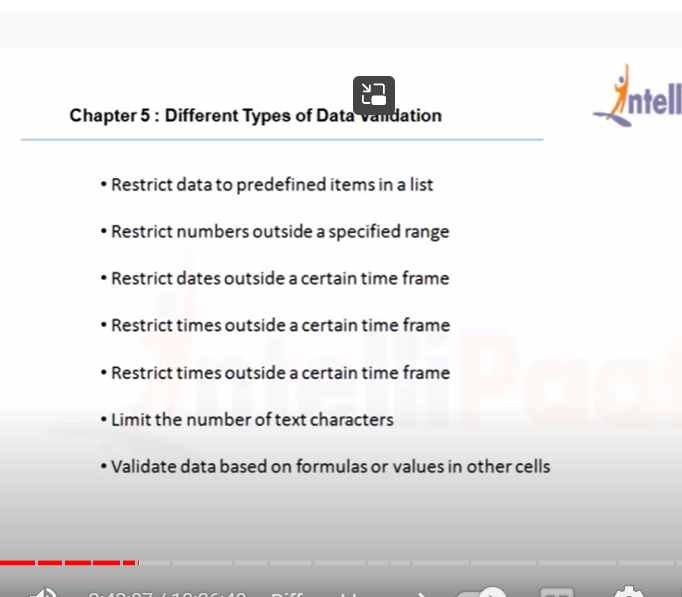 Chapter 5 : Different Types of Data Validation
ntell
• Restrict data to predefined items in a list
• Restrict numbers outside a specified range
• Restrict dates outside a certain time frame
• Restrict times outside a certain time frame
• Restrict times outside a certain time frame
• Limit the number of text characters
• Validate data based on formulas or values in other cells
IntelliPaat